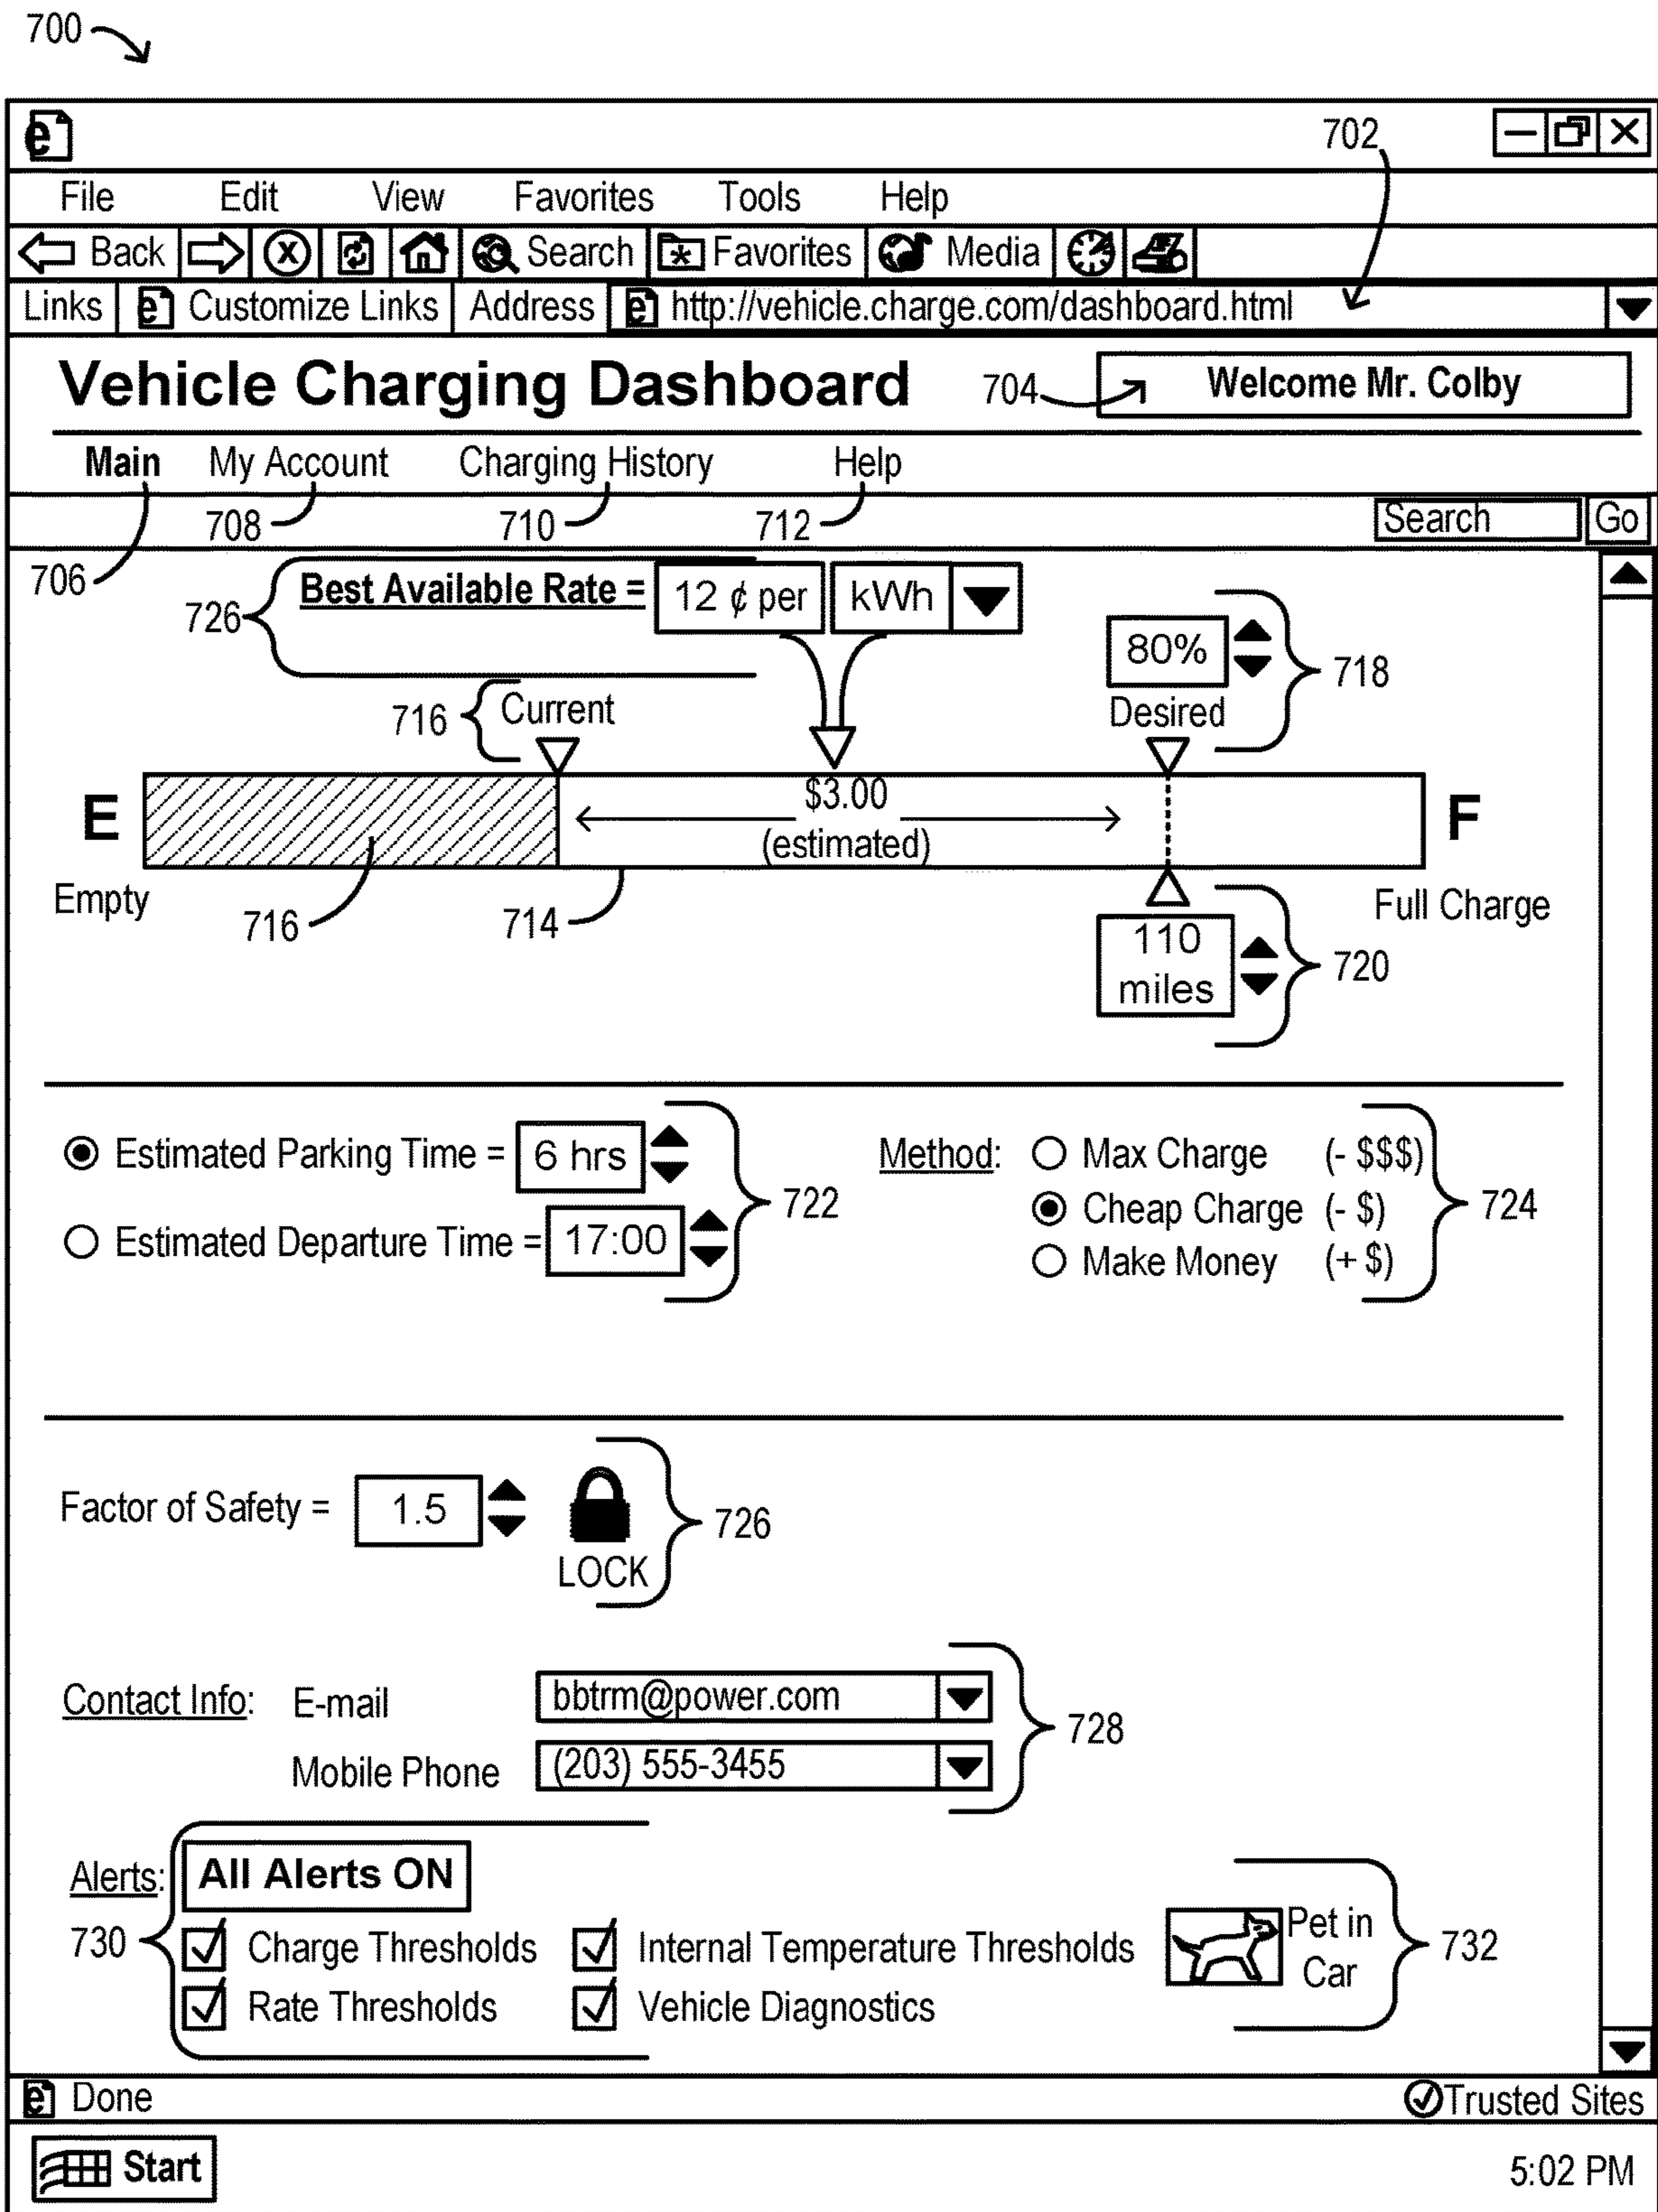 700
702
File Edit View Favorites Tools Help
Back Search Favorites Media
Links Customize Links Address http://vehicle.charge.com/dashboard.html
Vehicle Charging Dashboard 704 Welcome Mr. Colby
Main My Account Charging History Help
708 710 712 Search Go
706
726 Best Available Rate = 12 ¢ per kWh
80%
718
716 Current Desired
E $3.00 F
(estimated)
Empty 716 714 Full Charge
110
miles
720
Estimated Parking Time = 6 hrs Method: Max Charge (- $$$)
722 Cheap Charge (- $) 724
Estimated Departure Time = 17:00 Make Money (+ $)
Factor of Safety = 1.5 726
LOCK
Contact Info: E-mail bbtrm@power.com
728
Mobile Phone (203) 555-3455
Alerts: All Alerts ON
730 Charge Thresholds Internal Temperature Thresholds Pet in
Car 732
Rate Thresholds Vehicle Diagnostics
Done Trusted Sites
Start 5:02 PM